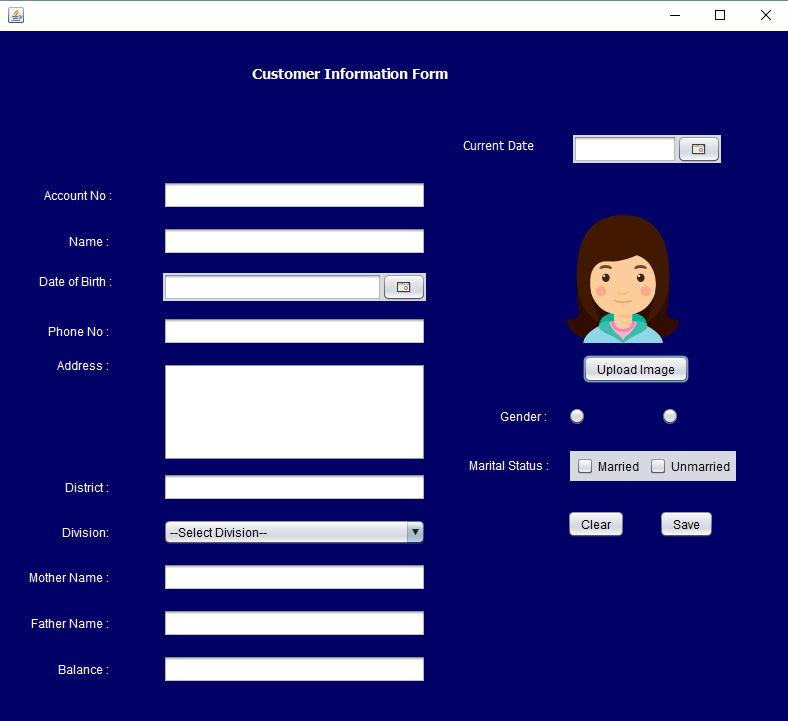 Customer Information Form
Current Date
Account No :
Name :
Date of Birth :
Phone No :
Address :
Upload Image
Gender :
Marital Status : Married Unmarried
District :
Division: --Select Division--
Clear Save
Mother Name :
Father Name :
Balance :